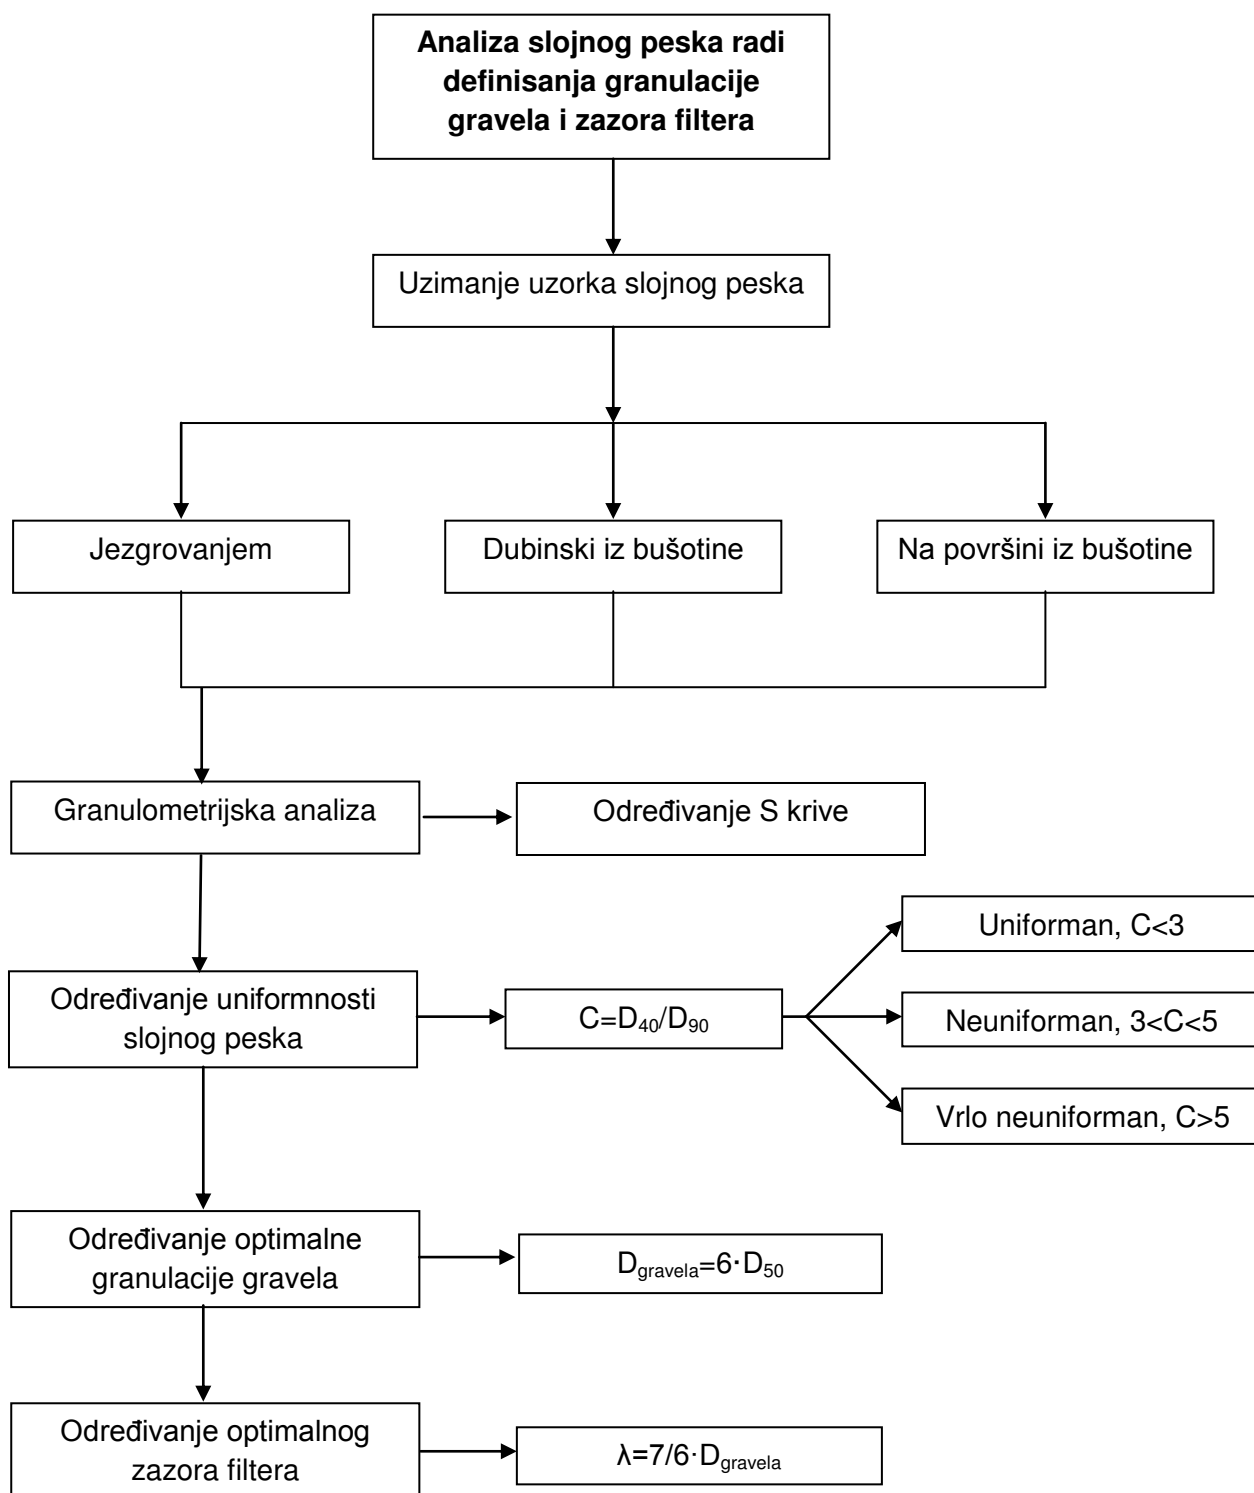 Analiza slojnog peska radi
definisanja granulacije
gravela i zazora filtera
Uzimanje uzorka slojnog peska
Jezgrovanjem
Dubinski iz bušotine
Na površini iz bušotine
Granulometrijska analiza
Određivanje S krive
Određivanje uniformnosti
slojnog peska
C=D₄₀/D₉₀
Uniforman, C<3
Neuniforman, 3<C<5
Vrlo neuniforman, C>5
Određivanje optimalne
granulacije gravela
D_gravela=6·D₅₀
Određivanje optimalnog
zazora filtera
λ=7/6·D_gravela